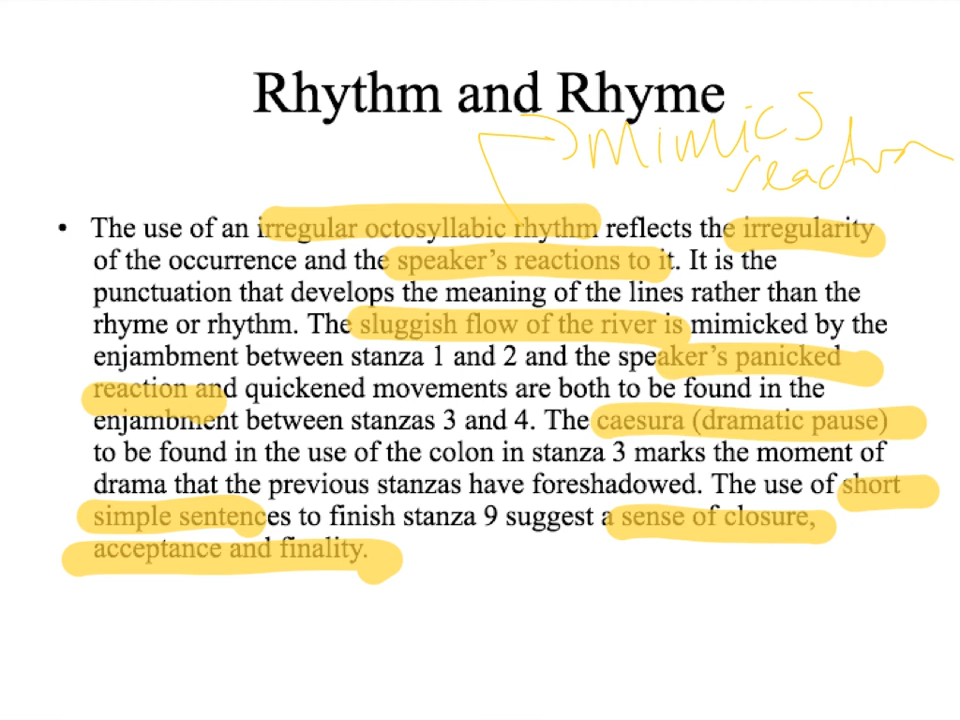 Rhythm and Rhyme
mimics
reaction
• The use of an irregular octosyllabic rhythm reflects the irregularity
of the occurrence and the speaker’s reactions to it. It is the
punctuation that develops the meaning of the lines rather than the
rhyme or rhythm. The sluggish flow of the river is mimicked by the
enjambment between stanza 1 and 2 and the speaker’s panicked
reaction and quickened movements are both to be found in the
enjambment between stanzas 3 and 4. The caesura (dramatic pause)
to be found in the use of the colon in stanza 3 marks the moment of
drama that the previous stanzas have foreshadowed. The use of short
simple sentences to finish stanza 9 suggest a sense of closure,
acceptance and finality.